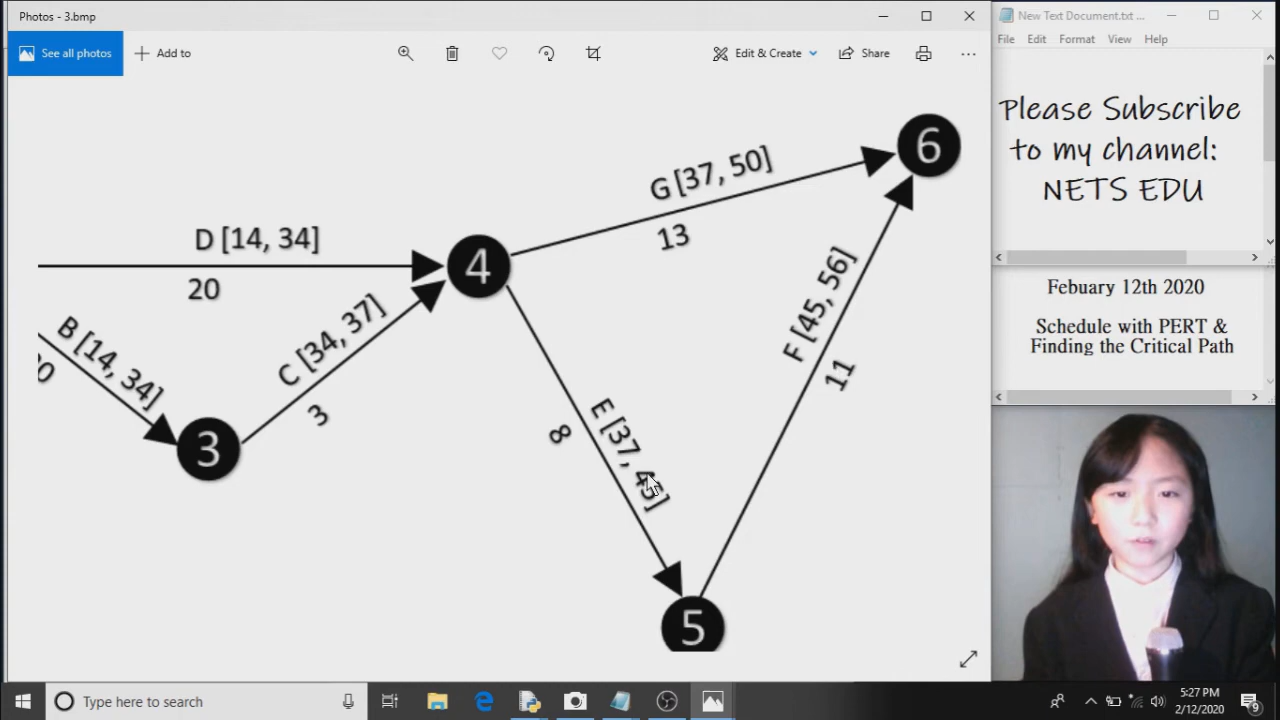 Photos - 3.bmp
See all photos
Add to
Edit & Create
Share
G [37, 50]
13
6
D [14, 34]
20
4
B [14, 34]
C [34, 37]
3
3
E [37, 45]
8
F [45, 56]
11
5
New Text Document.txt ...
File Edit Format View Help
Please Subscribe
to my channel:
NETS EDU
Febuary 12th 2020
Schedule with PERT &
Finding the Critical Path
Type here to search
5:27 PM
2/12/2020
9